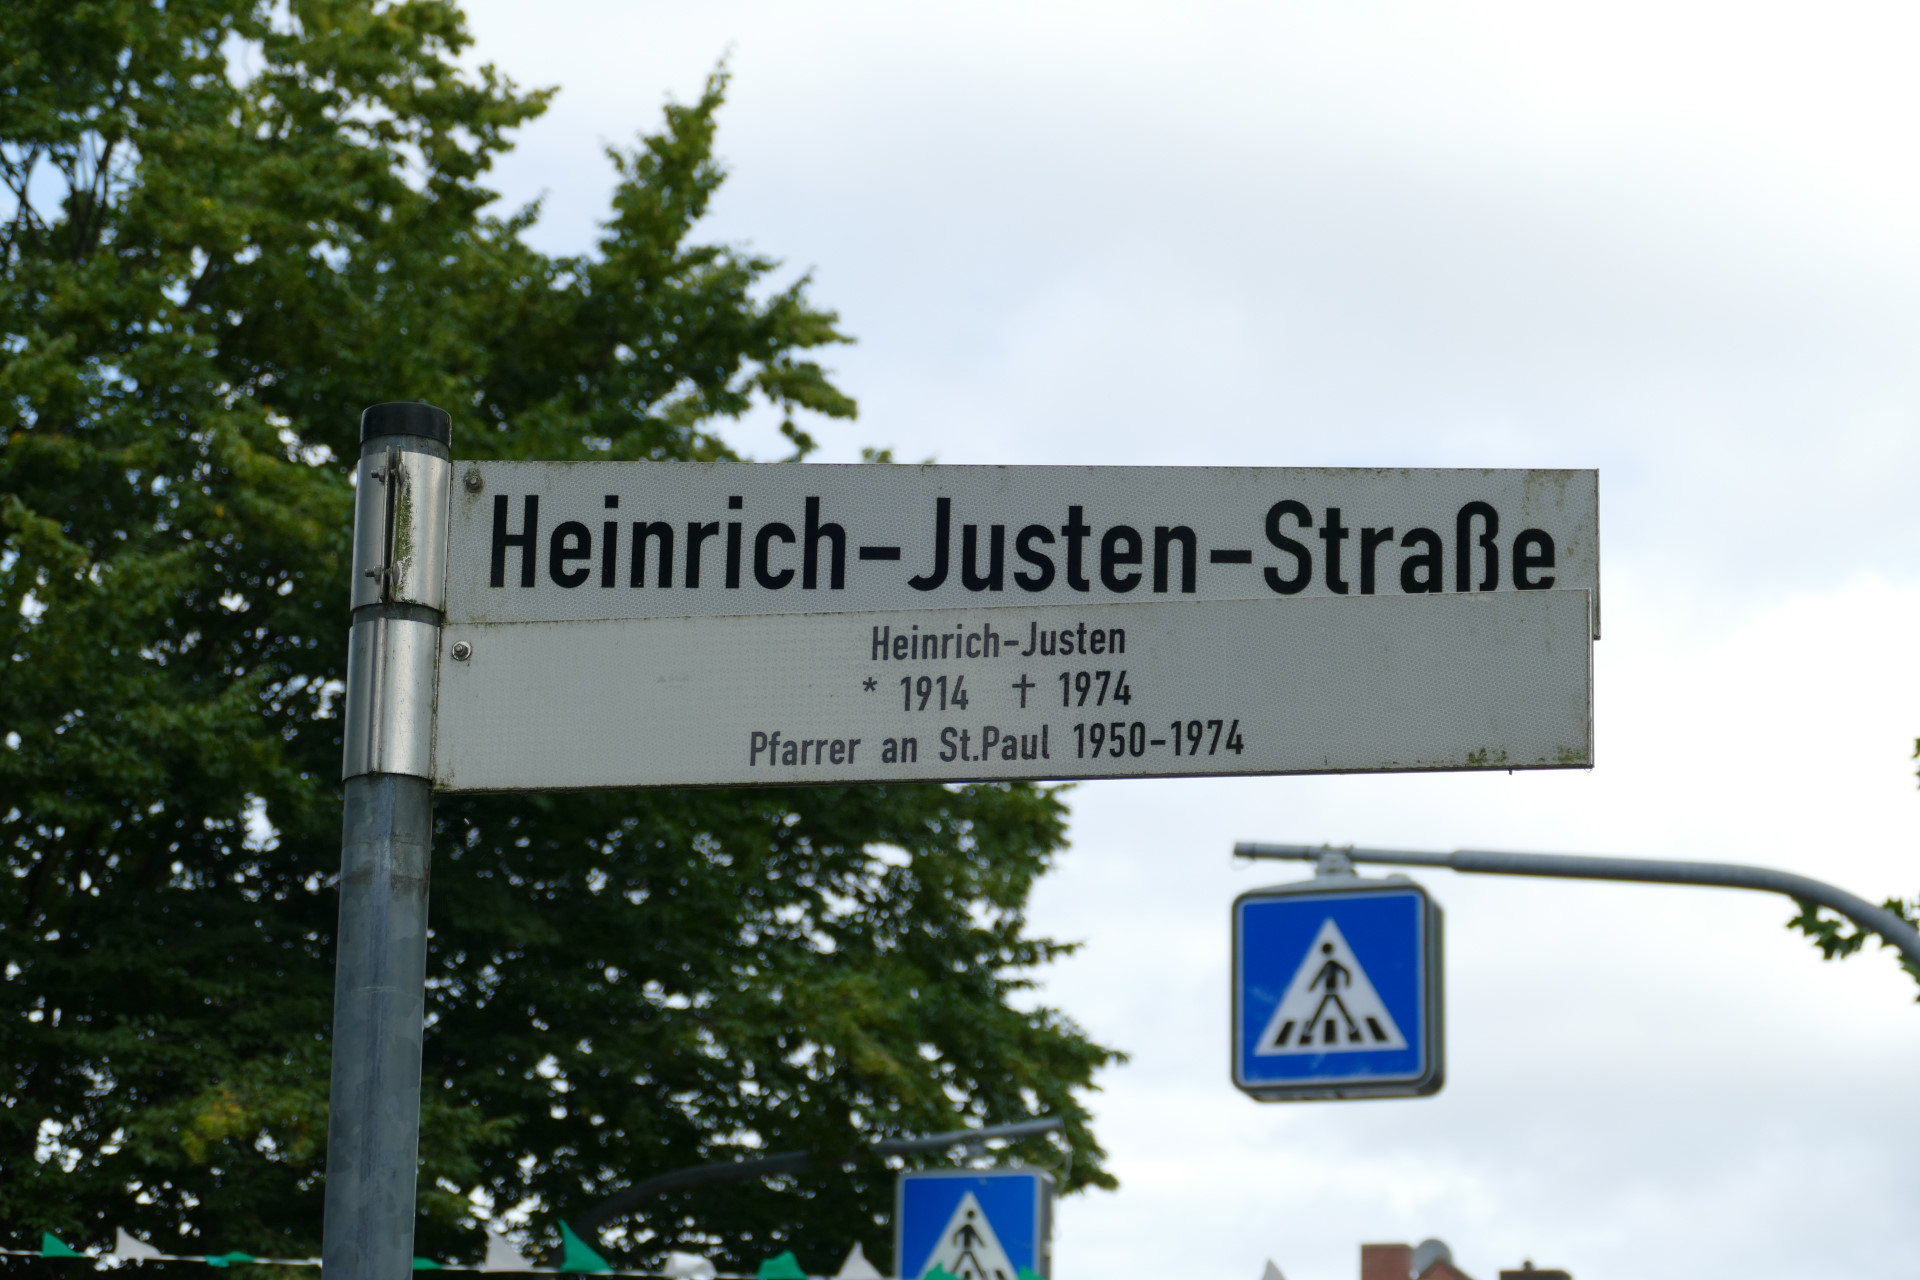 Heinrich-Justen-Straße
Heinrich-Justen
* 1914 † 1974
Pfarrer an St.Paul 1950-1974